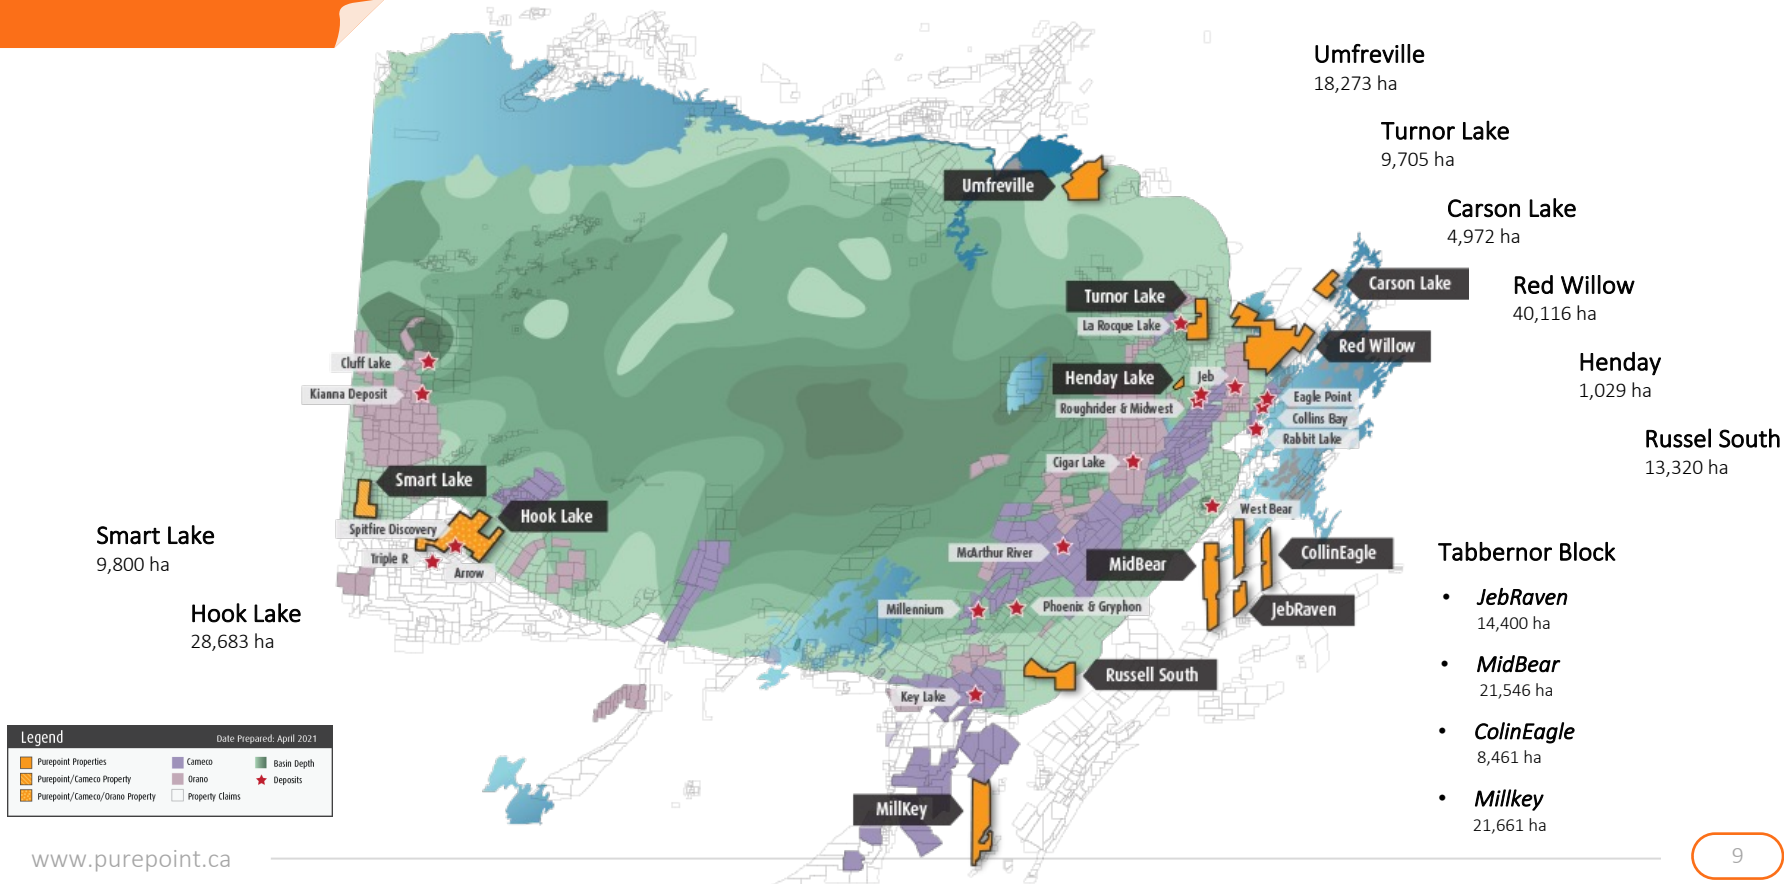 Umfreville
18,273 ha
Turnor Lake
9,705 ha
Carson Lake
4,972 ha
Red Willow
40,116 ha
Henday
1,029 ha
Russel South
13,320 ha
Smart Lake
9,800 ha
Hook Lake
28,683 ha
Tabbernor Block
• JebRaven
14,400 ha
• MidBear
21,546 ha
• ColinEagle
8,461 ha
• Millkey
21,661 ha
Umfreville
Carson Lake
Turnor Lake
La Rocque Lake
Red Willow
Cluff Lake
Kianna Deposit
Henday Lake
Jeb
Roughrider & Midwest
Eagle Point
Collins Bay
Rabbit Lake
Cigar Lake
Smart Lake
Hook Lake
Spitfire Discovery
Triple R
Arrow
West Bear
McArthur River
MidBear
CollinEagle
JebRaven
Millennium
Phoenix & Gryphon
Russell South
Key Lake
MillKey
Legend
Date Prepared: April 2021
Purepoint Properties
Purepoint/Cameco Property
Purepoint/Cameco/Orano Property
Cameco
Orano
Property Claims
Basin Depth
Deposits
www.purepoint.ca
9